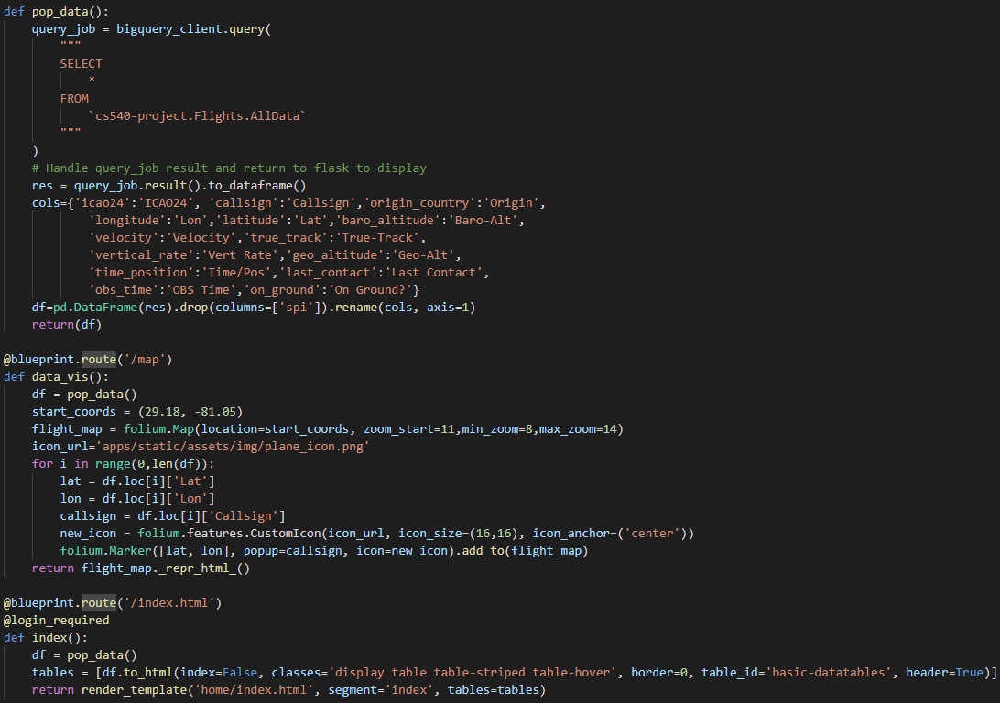 def pop_data():
    query_job = bigquery_client.query(
        """
        SELECT
            *
        FROM
            `cs540-project.Flights.AllData`
        """
    )
    # Handle query_job result and return to flask to display
    res = query_job.result().to_dataframe()
    cols={'icao24':'ICAO24', 'callsign':'Callsign','origin_country':'Origin',
            'longitude':'Lon','latitude':'Lat','baro_altitude':'Baro-Alt',
            'velocity':'Velocity','true_track':'True-Track',
            'vertical_rate':'Vert Rate','geo_altitude':'Geo-Alt',
            'time_position':'Time/Pos','last_contact':'Last Contact',
            'obs_time':'OBS Time','on_ground':'On Ground?'}
    df=pd.DataFrame(res).drop(columns=['spi']).rename(cols, axis=1)
    return(df)

@blueprint.route('/map')
def data_vis():
    df = pop_data()
    start_coords = (29.18, -81.05)
    flight_map = folium.Map(location=start_coords, zoom_start=11,min_zoom=8,max_zoom=14)
    icon_url='apps/static/assets/img/plane_icon.png'
    for i in range(0,len(df)):
        lat = df.loc[i]['Lat']
        lon = df.loc[i]['Lon']
        callsign = df.loc[i]['Callsign']
        new_icon = folium.features.CustomIcon(icon_url, icon_size=(16,16), icon_anchor=('center'))
        folium.Marker([lat, lon], popup=callsign, icon=new_icon).add_to(flight_map)
    return flight_map._repr_html_()

@blueprint.route('/index.html')
@login_required
def index():
    df = pop_data()
    tables = [df.to_html(index=False, classes='display table table-striped table-hover', border=0, table_id='basic-datatables', header=True)]
    return render_template('home/index.html', segment='index', tables=tables)